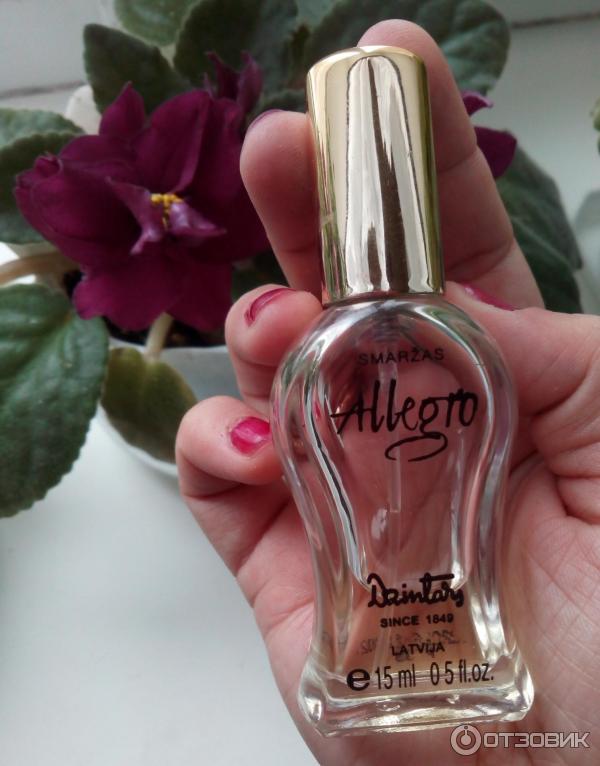 SMARŽAS
Allegro
Dzintars
SINCE 1849
LATVIJA
e 15 ml 0 5 fl.oz.
ОТЗОВИК